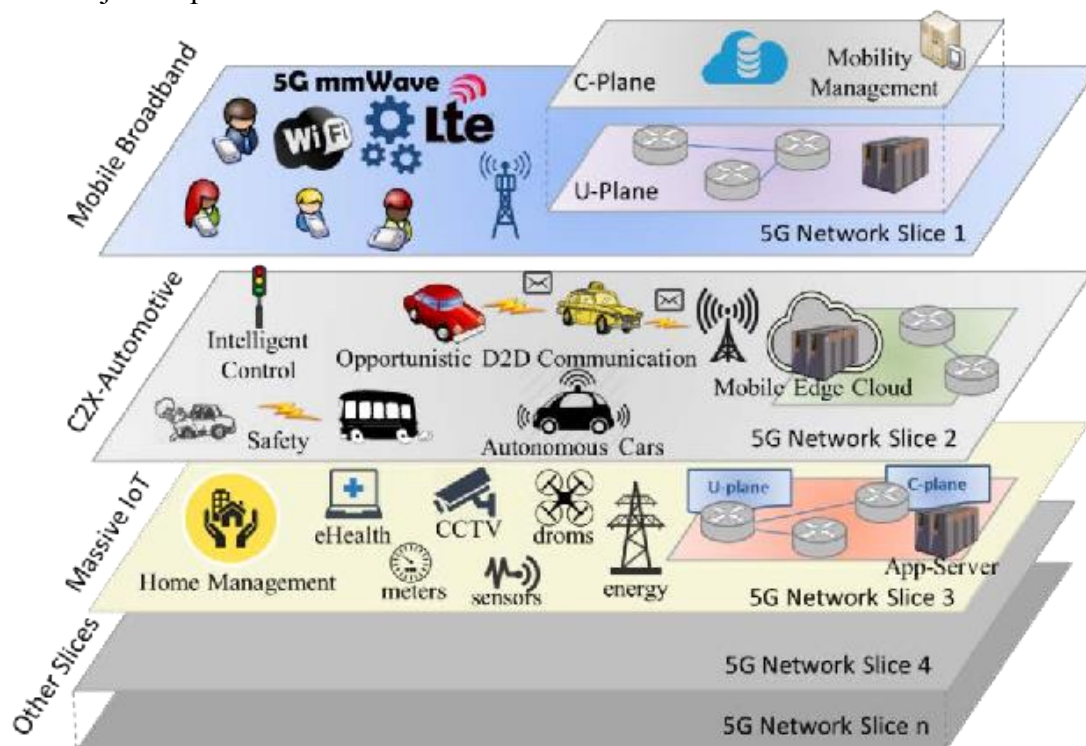 Mobile Broadband
5G mmWave
WiFi
Lte
C-Plane
Mobility
Management
U-Plane
5G Network Slice 1
C2X-Automotive
Intelligent
Control
Opportunistic D2D Communication
Mobile Edge Cloud
Safety
Autonomous Cars
5G Network Slice 2
Massive IoT
Home Management
eHealth
CCTV
droms
meters
sensors
energy
U-plane
C-plane
App-Server
5G Network Slice 3
Other Slices
5G Network Slice 4
5G Network Slice n